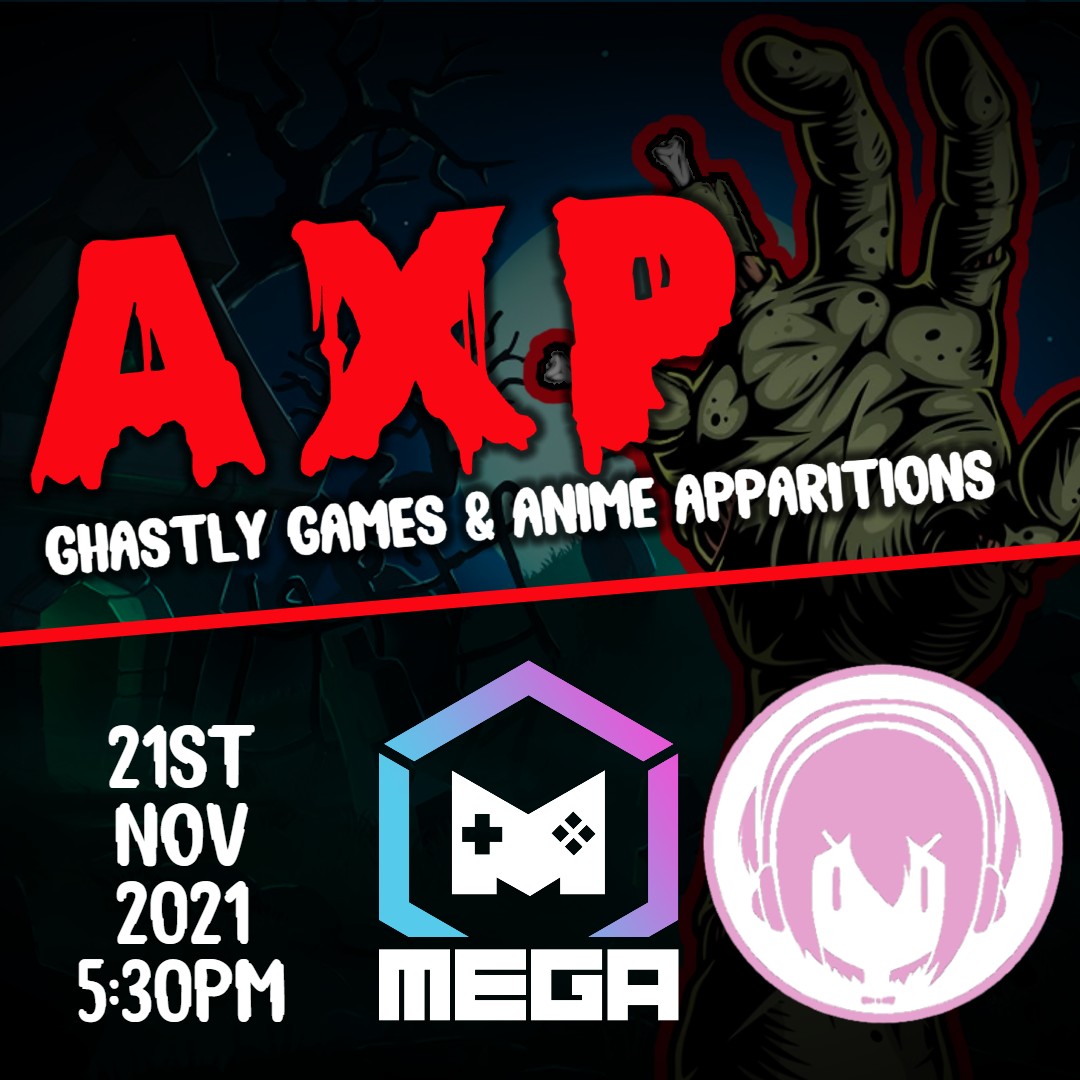 AXP
GHASTLY GAMES & ANIME APPARITIONS
21ST
NOV
2021
5:30PM
MEGA